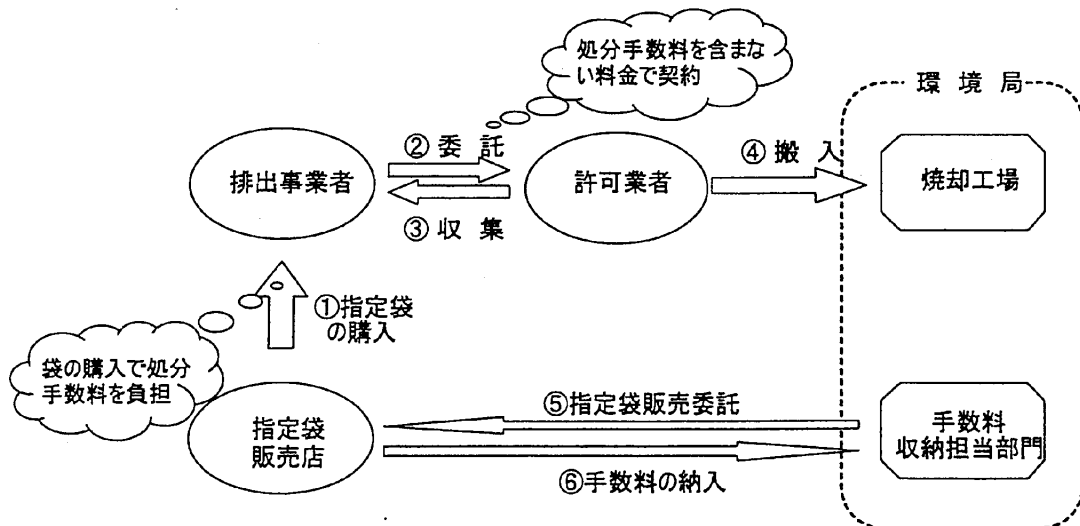 処分手数料を含まな
い料金で契約
環 境 局
② 委 託
④ 搬 入
排出事業者
許可業者
焼却工場
③ 収 集
①指定袋
の購入
袋の購入で処分
手数料を負担
⑤指定袋販売委託
指定袋
販売店
手数料
収納担当部門
⑥手数料の納入